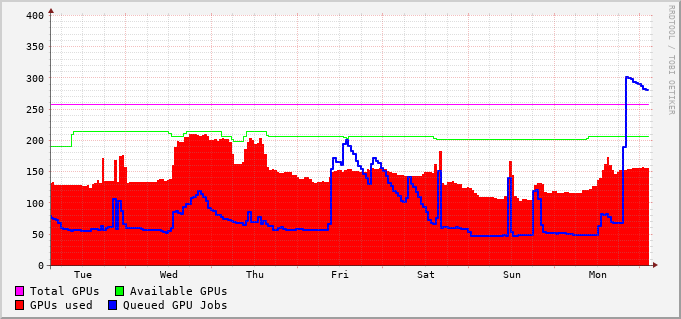 400
350
300
250
200
150
100
50
0
Tue Wed Thu Fri Sat Sun Mon
Total GPUs Available GPUs
GPUs used Queued GPU Jobs
RRDTOOL / TOBI OETIKER